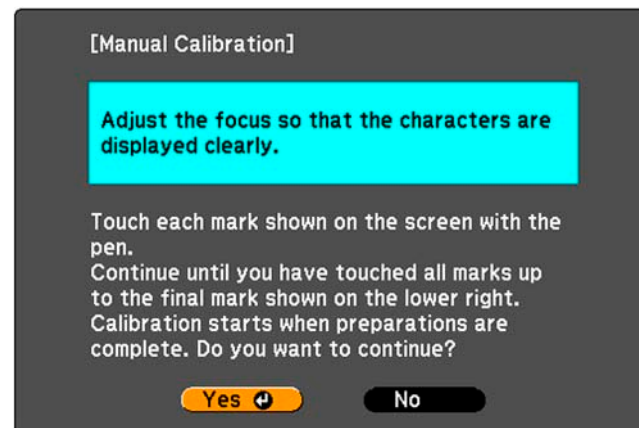 [Manual Calibration]
Adjust the focus so that the characters are
displayed clearly.
Touch each mark shown on the screen with the
pen.
Continue until you have touched all marks up
to the final mark shown on the lower right.
Calibration starts when preparations are
complete. Do you want to continue?
Yes No